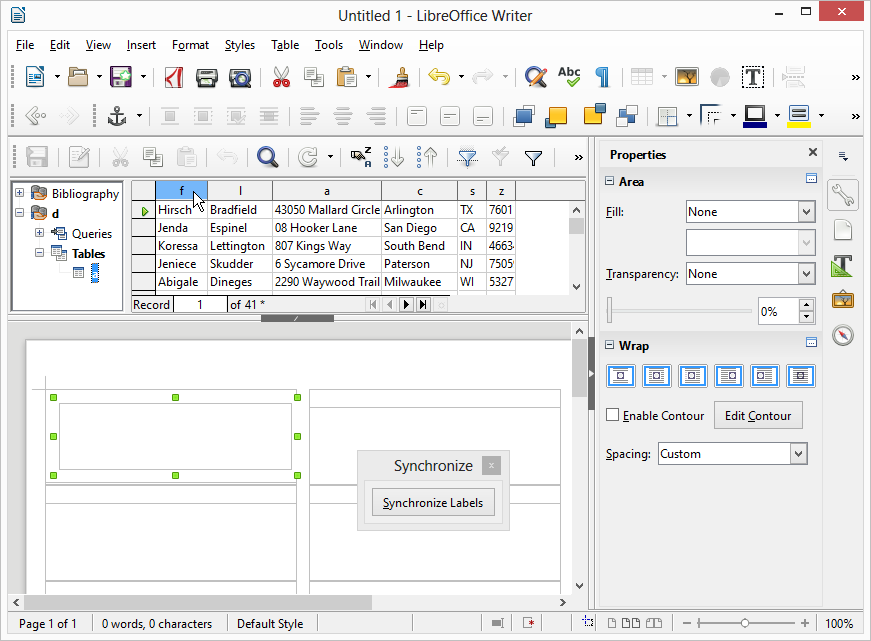 Untitled 1 - LibreOffice Writer
File Edit View Insert Format Styles Table Tools Window Help
Abc
Properties
Area
Fill: None
Transparency: None
0%
Wrap
Enable Contour Edit Contour
Spacing: Custom
Bibliography
d
Queries
Tables
f l a c s z
Hirsch Bradfield 43050 Mallard Circle Arlington TX 7601
Jenda Espinel 08 Hooker Lane San Diego CA 9219
Koressa Lettington 807 Kings Way South Bend IN 46634
Jeniece Skudder 6 Sycamore Drive Paterson NJ 7505
Abigale Dineges 2290 Waywood Trail Milwaukee WI 5327
Record 1 of 41 *
Synchronize
Synchronize Labels
Page 1 of 1 0 words, 0 characters Default Style 100%